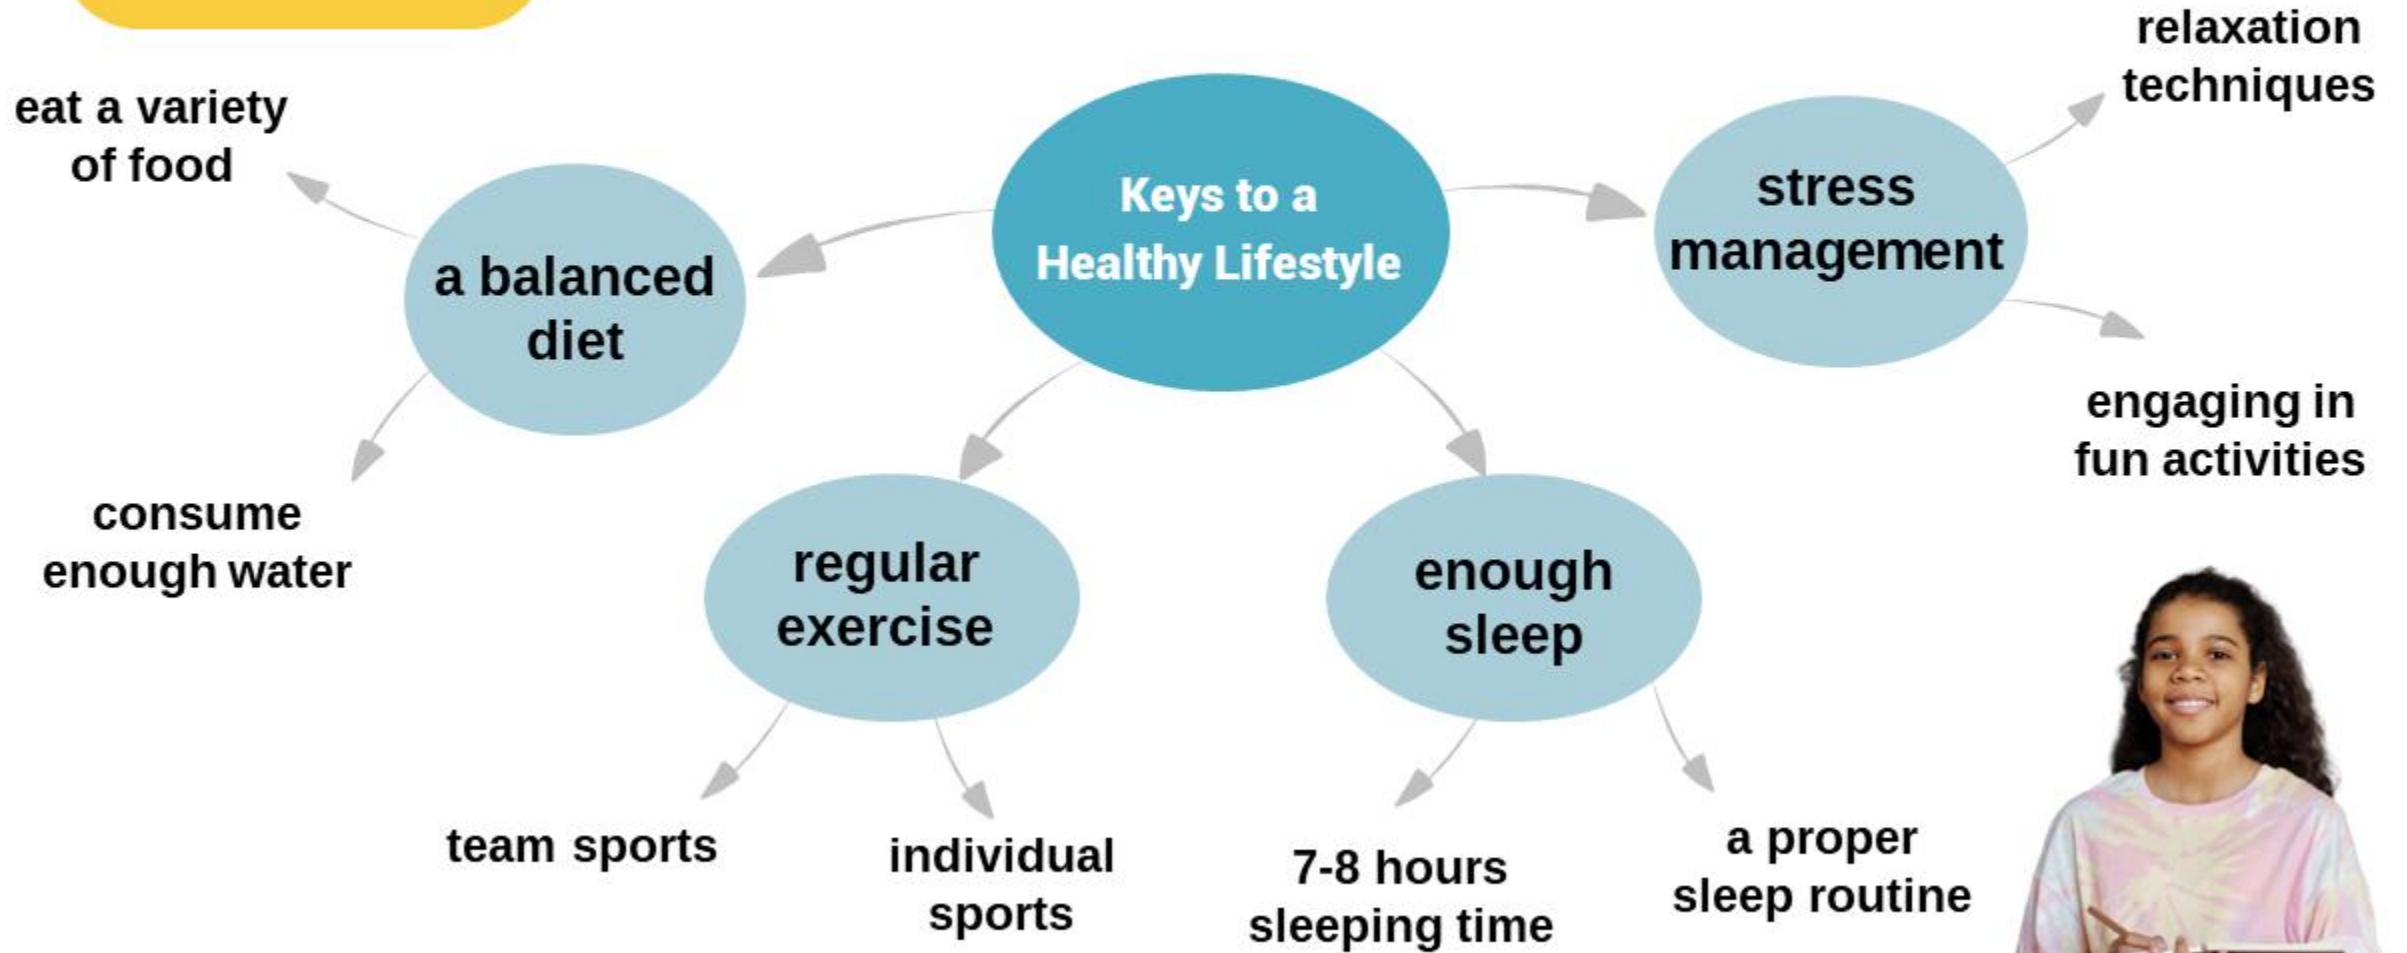 Keys to a
Healthy Lifestyle
a balanced
diet
eat a variety
of food
consume
enough water
regular
exercise
team sports
individual
sports
enough
sleep
7-8 hours
sleeping time
a proper
sleep routine
stress
management
relaxation
techniques
engaging in
fun activities